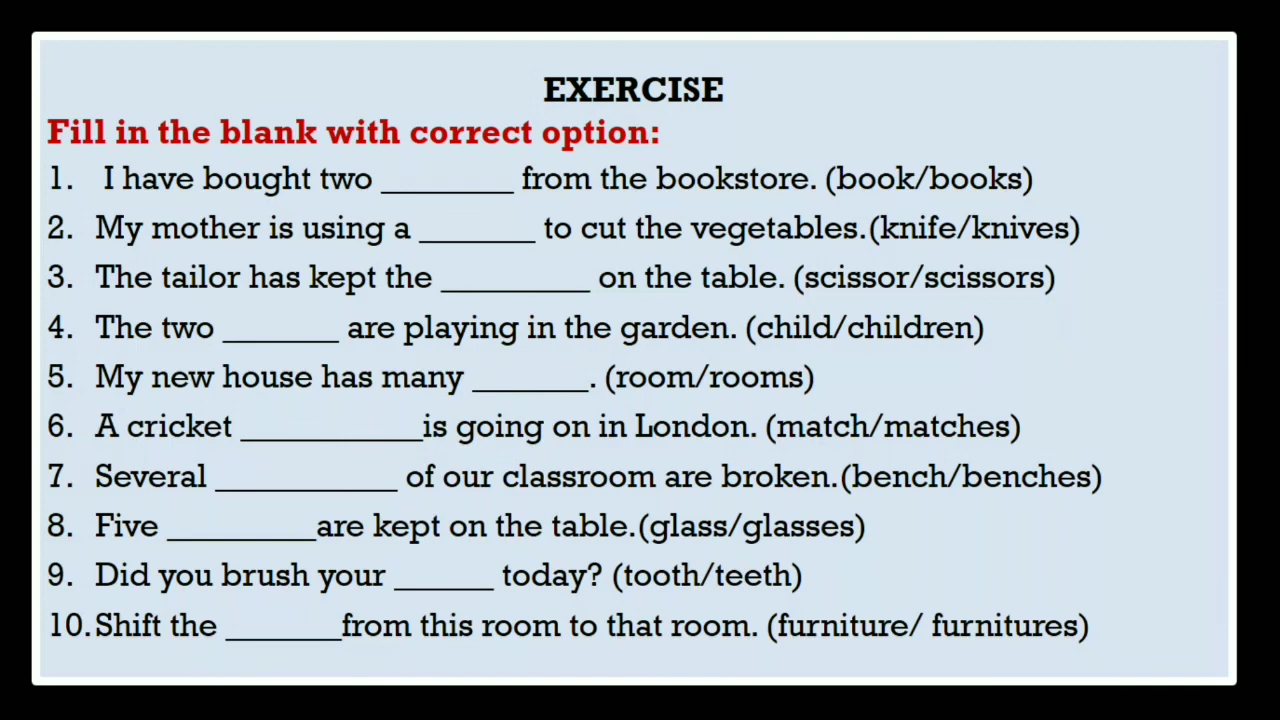 EXERCISE
Fill in the blank with correct option:
1. I have bought two ________ from the bookstore. (book/books)
2. My mother is using a _______ to cut the vegetables.(knife/knives)
3. The tailor has kept the _________ on the table. (scissor/scissors)
4. The two _______ are playing in the garden. (child/children)
5. My new house has many _______. (room/rooms)
6. A cricket ___________is going on in London. (match/matches)
7. Several ___________ of our classroom are broken.(bench/benches)
8. Five _________are kept on the table.(glass/glasses)
9. Did you brush your ______ today? (tooth/teeth)
10. Shift the _______from this room to that room. (furniture/ furnitures)